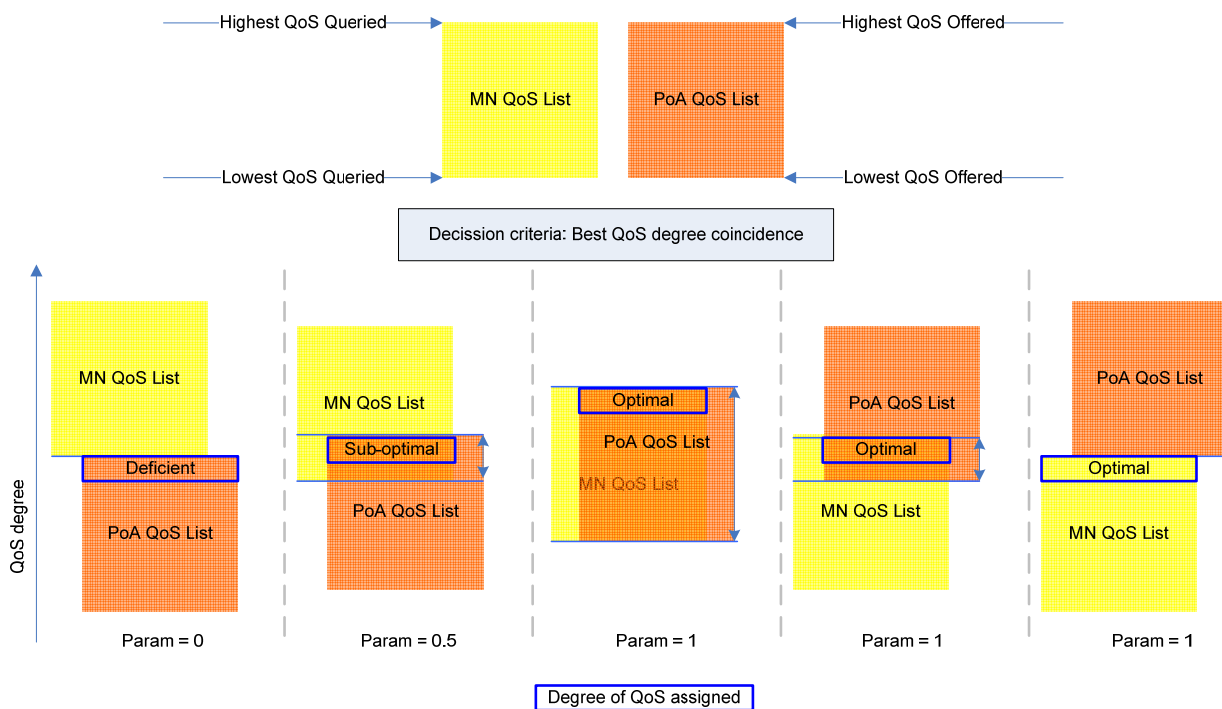 Highest QoS Queried
Highest QoS Offered
MN QoS List
PoA QoS List
Lowest QoS Queried
Lowest QoS Offered
Decission criteria: Best QoS degree coincidence
QoS degree
MN QoS List
Deficient
PoA QoS List
Param = 0
MN QoS List
Sub-optimal
PoA QoS List
Param = 0.5
Optimal
PoA QoS List
MN QoS List
Param = 1
PoA QoS List
Optimal
MN QoS List
Param = 1
PoA QoS List
Optimal
MN QoS List
Param = 1
Degree of QoS assigned